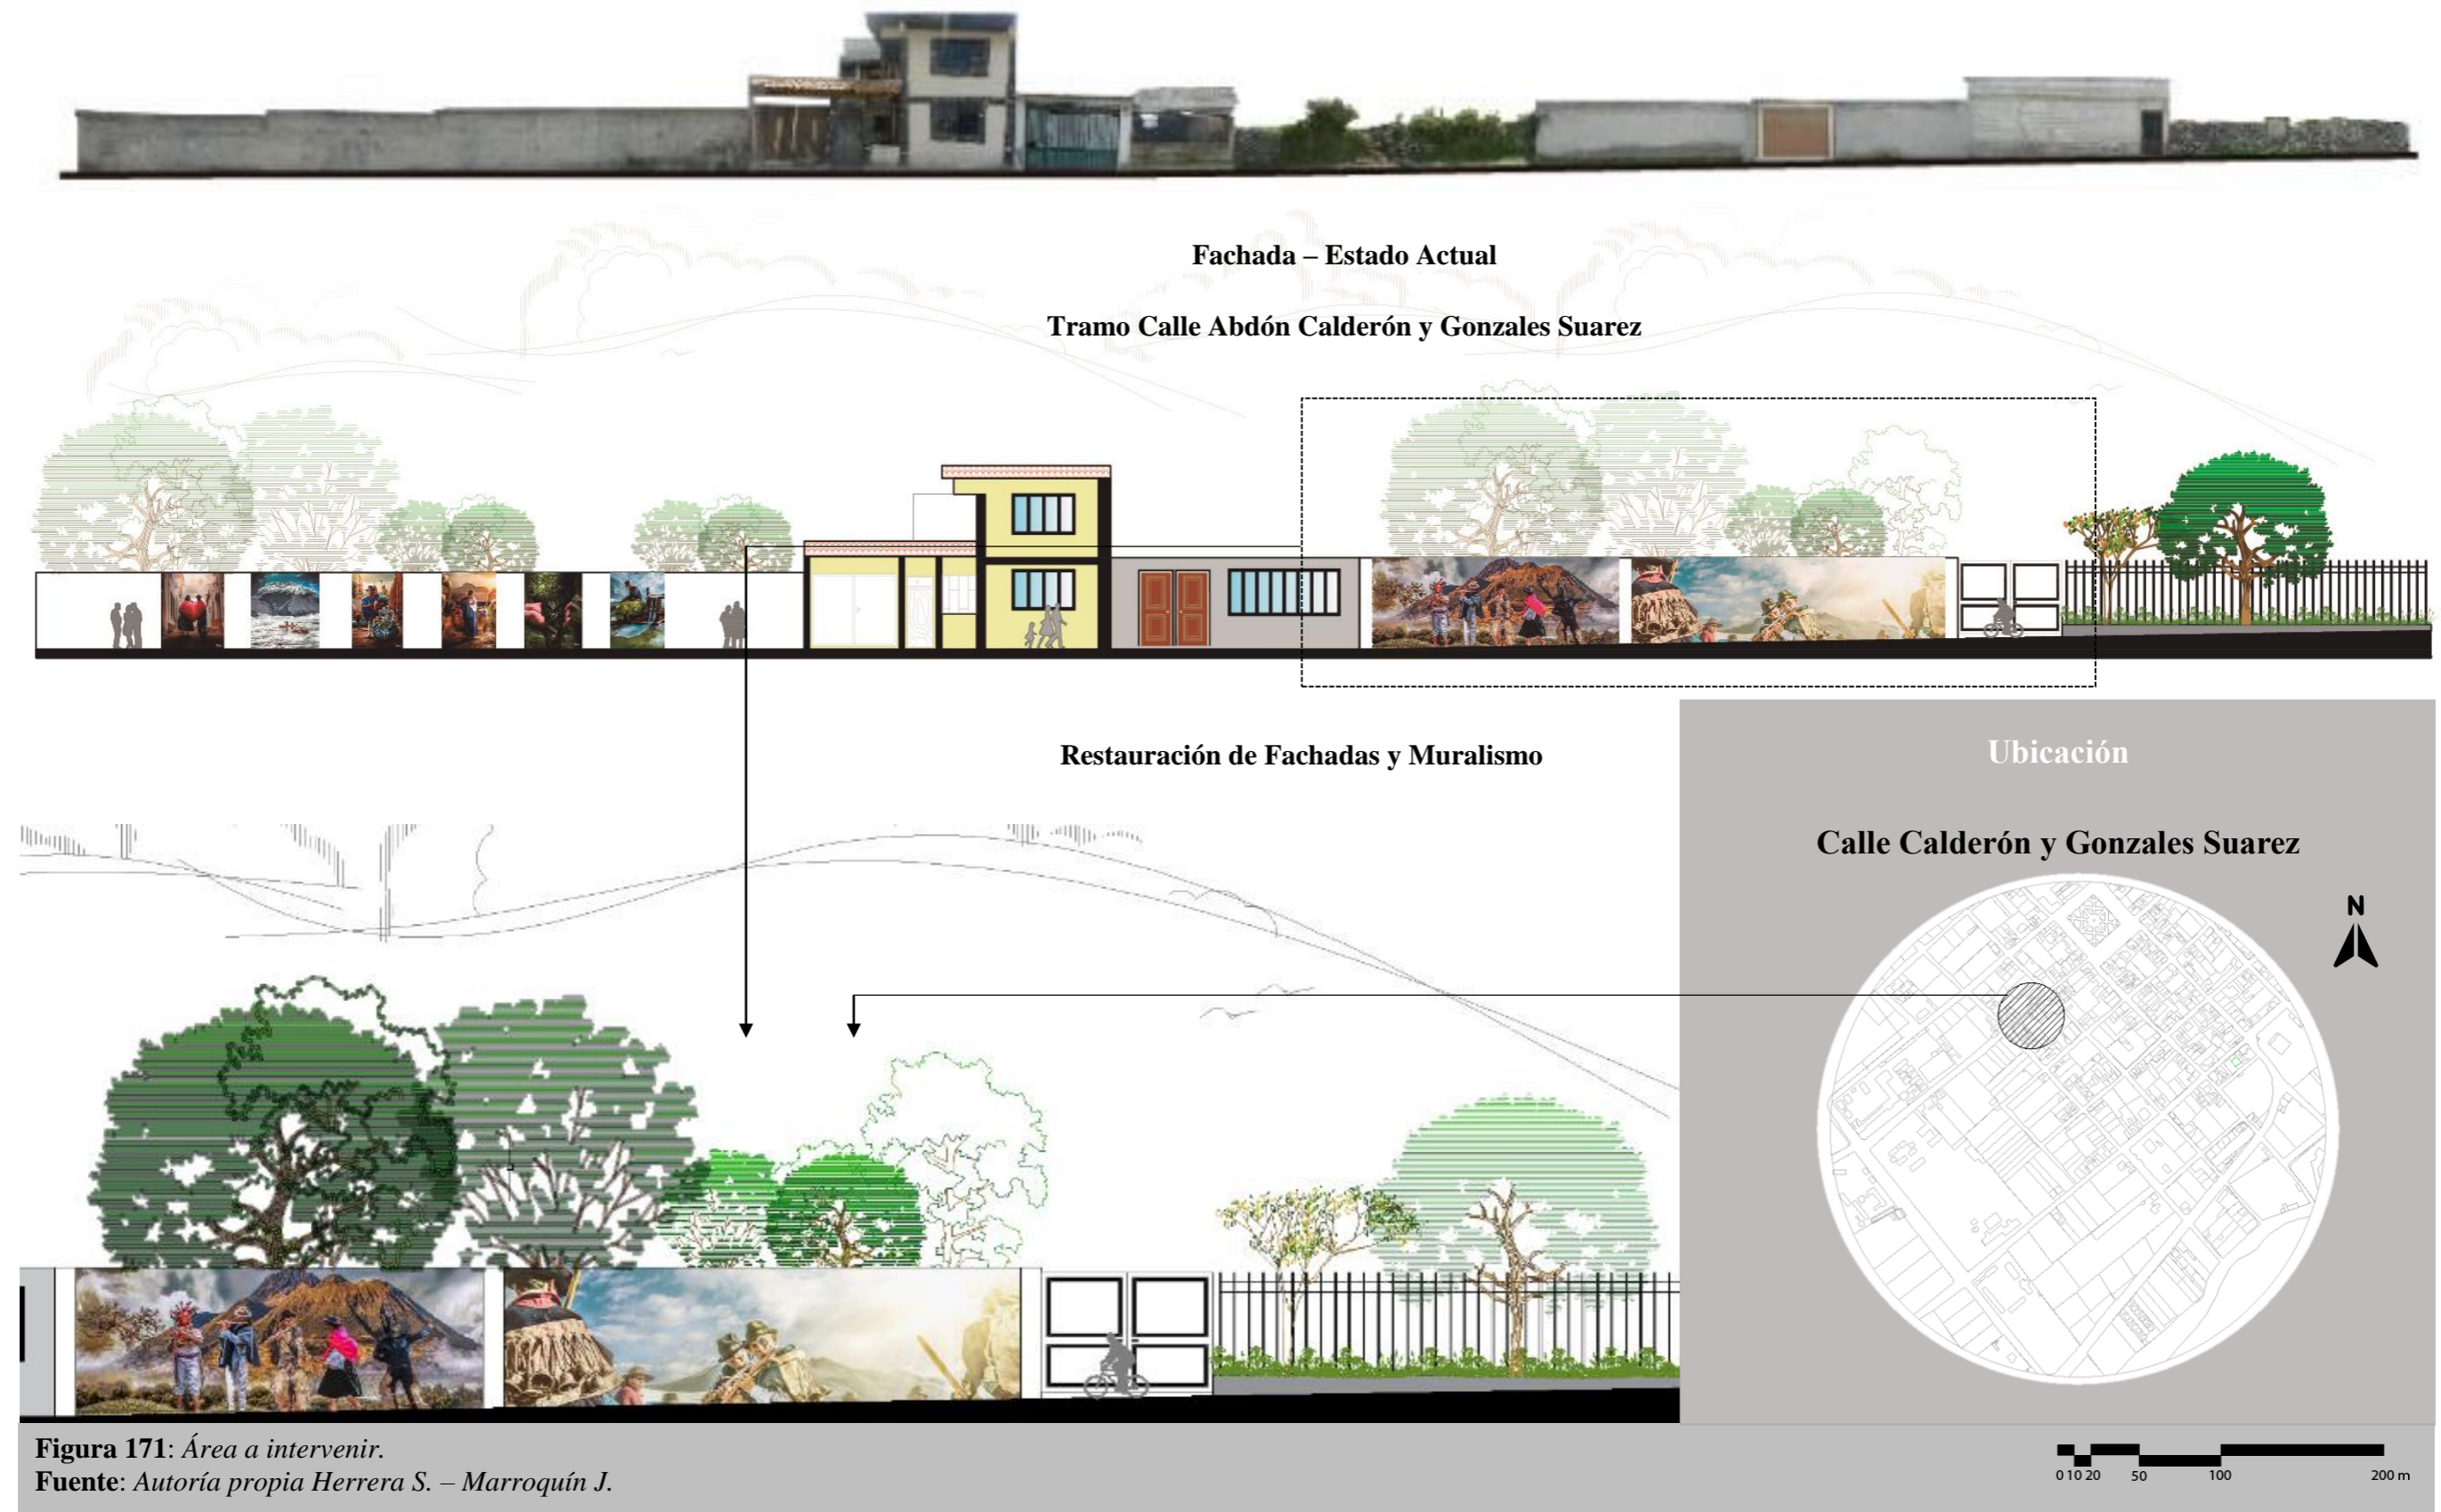 Fachada – Estado Actual
Tramo Calle Abdón Calderón y Gonzales Suarez
Restauración de Fachadas y Muralismo
Ubicación
Calle Calderón y Gonzales Suarez
N
Figura 171: Área a intervenir.
Fuente: Autoría propia Herrera S. – Marroquín J.
0 10 20 50 100 200 m